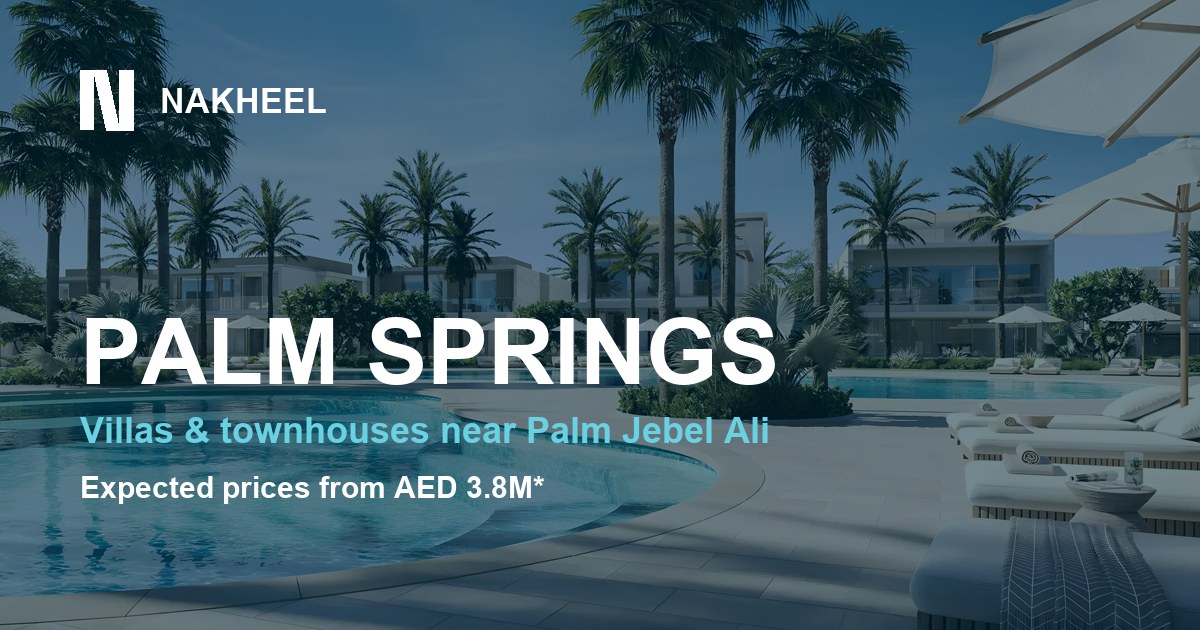 NAKHEEL
PALM SPRINGS
Villas & townhouses near Palm Jebel Ali
Expected prices from AED 3.8M*